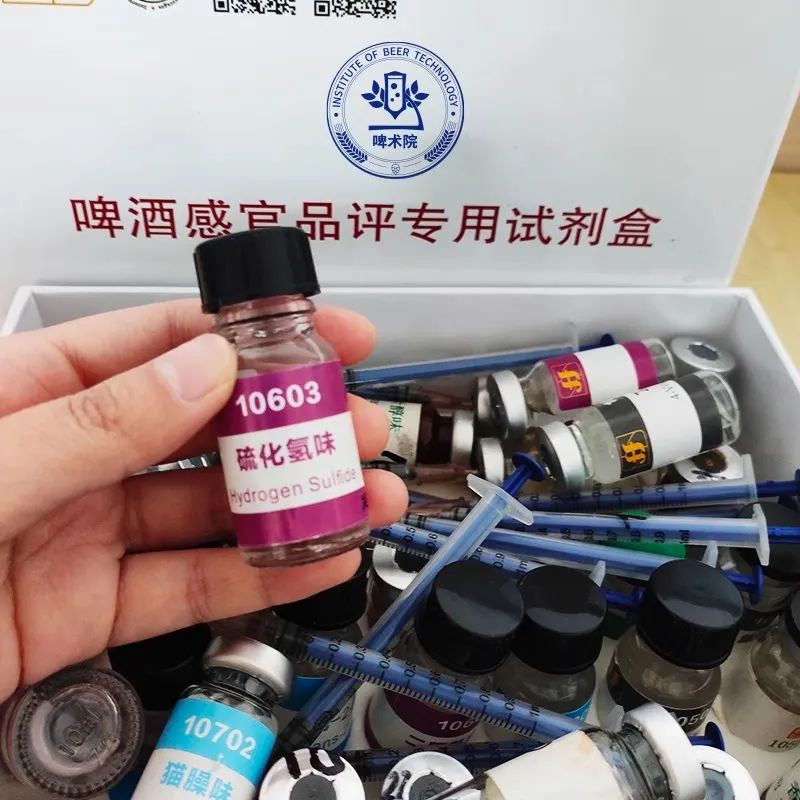 INSTITUTE OF BEER TECHNOLOGY
啤术院
啤酒感官品评专用试剂盒
10603
硫化氢味
Hydrogen Sulfide
10702
猫臊味